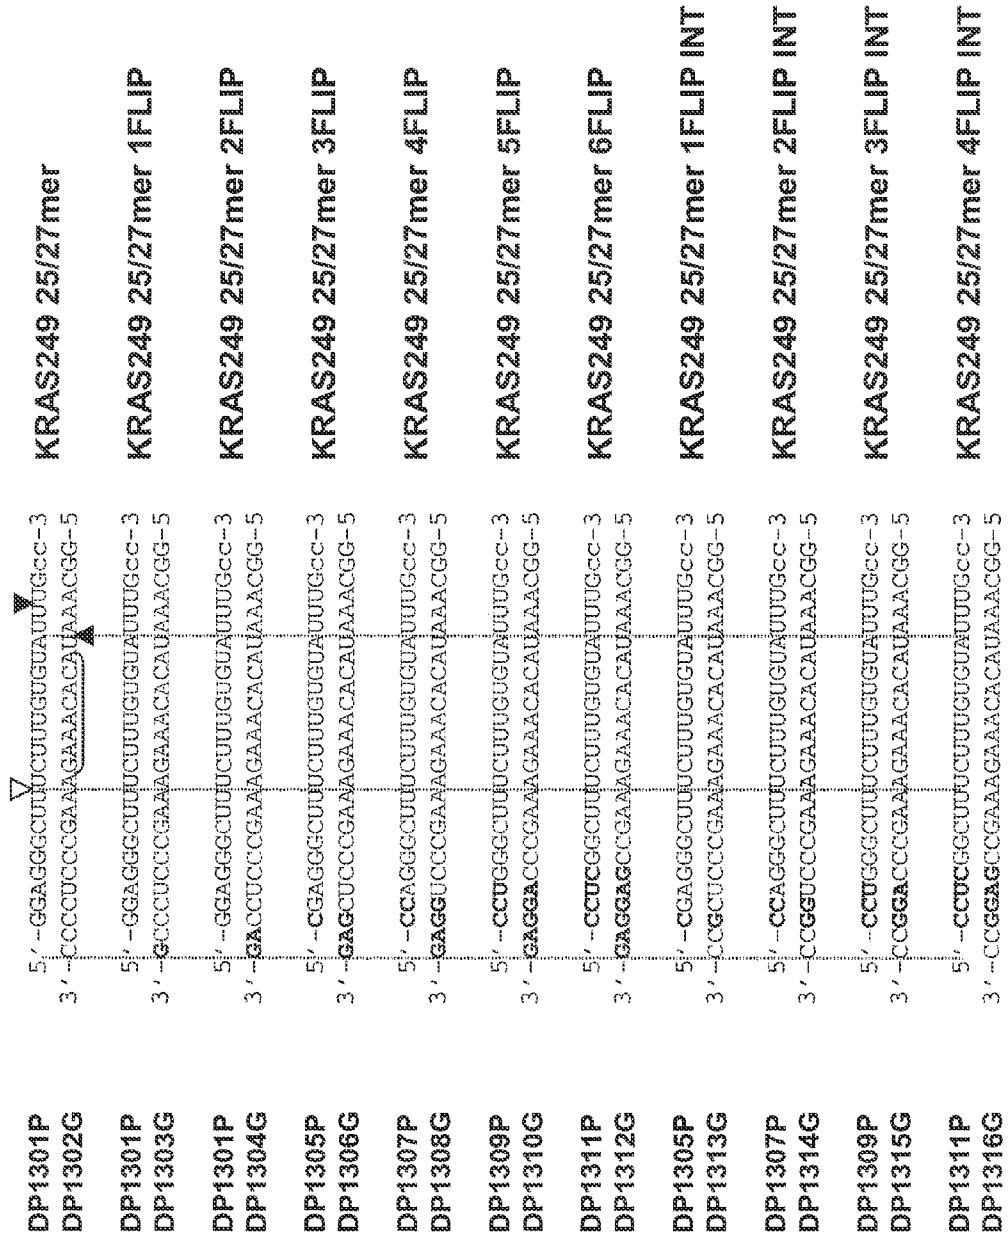 DP1301P 5'-GGAGGGCUUUCUUUGUGUAUUUGcc-3 KRAS249 25/27mer
DP1302G 3'-CCCCUCCCGAAAGAAACACAUAAACGG-5
DP1301P 5'-GGAGGGCUUUCUUUGUGUAUUUGcc-3 KRAS249 25/27mer 1FLIP
DP1303G 3'-GCCCUCCCGAAAGAAACACAUAAACGG-5
DP1301P 5'-GGAGGGCUUUCUUUGUGUAUUUGcc-3 KRAS249 25/27mer 2FLIP
DP1304G 3'-GACCUCCCGAAAGAAACACAUAAACGG-5
DP1305P 5'-CGAGGGCUUUCUUUGUGUAUUUGcc-3 KRAS249 25/27mer 3FLIP
DP1306G 3'-GAGCUCCCGAAAGAAACACAUAAACGG-5
DP1307P 5'-CCAGGGCUUUCUUUGUGUAUUUGcc-3 KRAS249 25/27mer 4FLIP
DP1308G 3'-GAGGUCCCGAAAGAAACACAUAAACGG-5
DP1309P 5'-CCUGGGCUUUCUUUGUGUAUUUGcc-3 KRAS249 25/27mer 5FLIP
DP1310G 3'-GAGGACCCGAAAGAAACACAUAAACGG-5
DP1311P 5'-CCUCGGCUUUCUUUGUGUAUUUGcc-3 KRAS249 25/27mer 6FLIP
DP1312G 3'-GAGGAGCCGAAAGAAACACAUAAACGG-5
DP1305P 5'-CGAGGGCUUUCUUUGUGUAUUUGcc-3 KRAS249 25/27mer 1FLIP INT
DP1313G 3'-CCGCUCCCGAAAGAAACACAUAAACGG-5
DP1307P 5'-CCAGGGCUUUCUUUGUGUAUUUGcc-3 KRAS249 25/27mer 2FLIP INT
DP1314G 3'-CCGGUCCCGAAAGAAACACAUAAACGG-5
DP1309P 5'-CCUGGGCUUUCUUUGUGUAUUUGcc-3 KRAS249 25/27mer 3FLIP INT
DP1315G 3'-CCGGACCCGAAAGAAACACAUAAACGG-5
DP1311P 5'-CCUCGGCUUUCUUUGUGUAUUUGcc-3 KRAS249 25/27mer 4FLIP INT
DP1316G 3'-CCGGAGCCGAAAGAAACACAUAAACGG-5